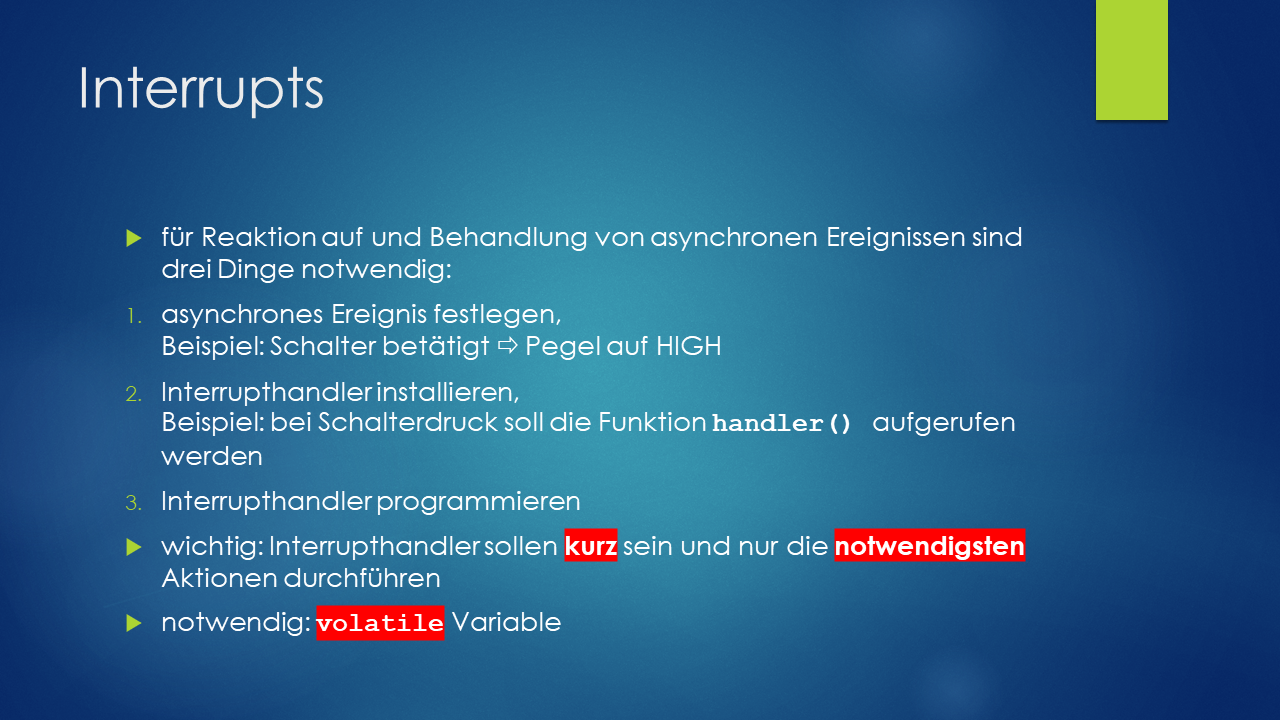 Interrupts
für Reaktion auf und Behandlung von asynchronen Ereignissen sind
drei Dinge notwendig:
1. asynchrones Ereignis festlegen,
Beispiel: Schalter betätigt ⇨ Pegel auf HIGH
2. Interrupthandler installieren,
Beispiel: bei Schalterdruck soll die Funktion handler() aufgerufen
werden
3. Interrupthandler programmieren
wichtig: Interrupthandler sollen kurz sein und nur die notwendigsten
Aktionen durchführen
notwendig: volatile Variable